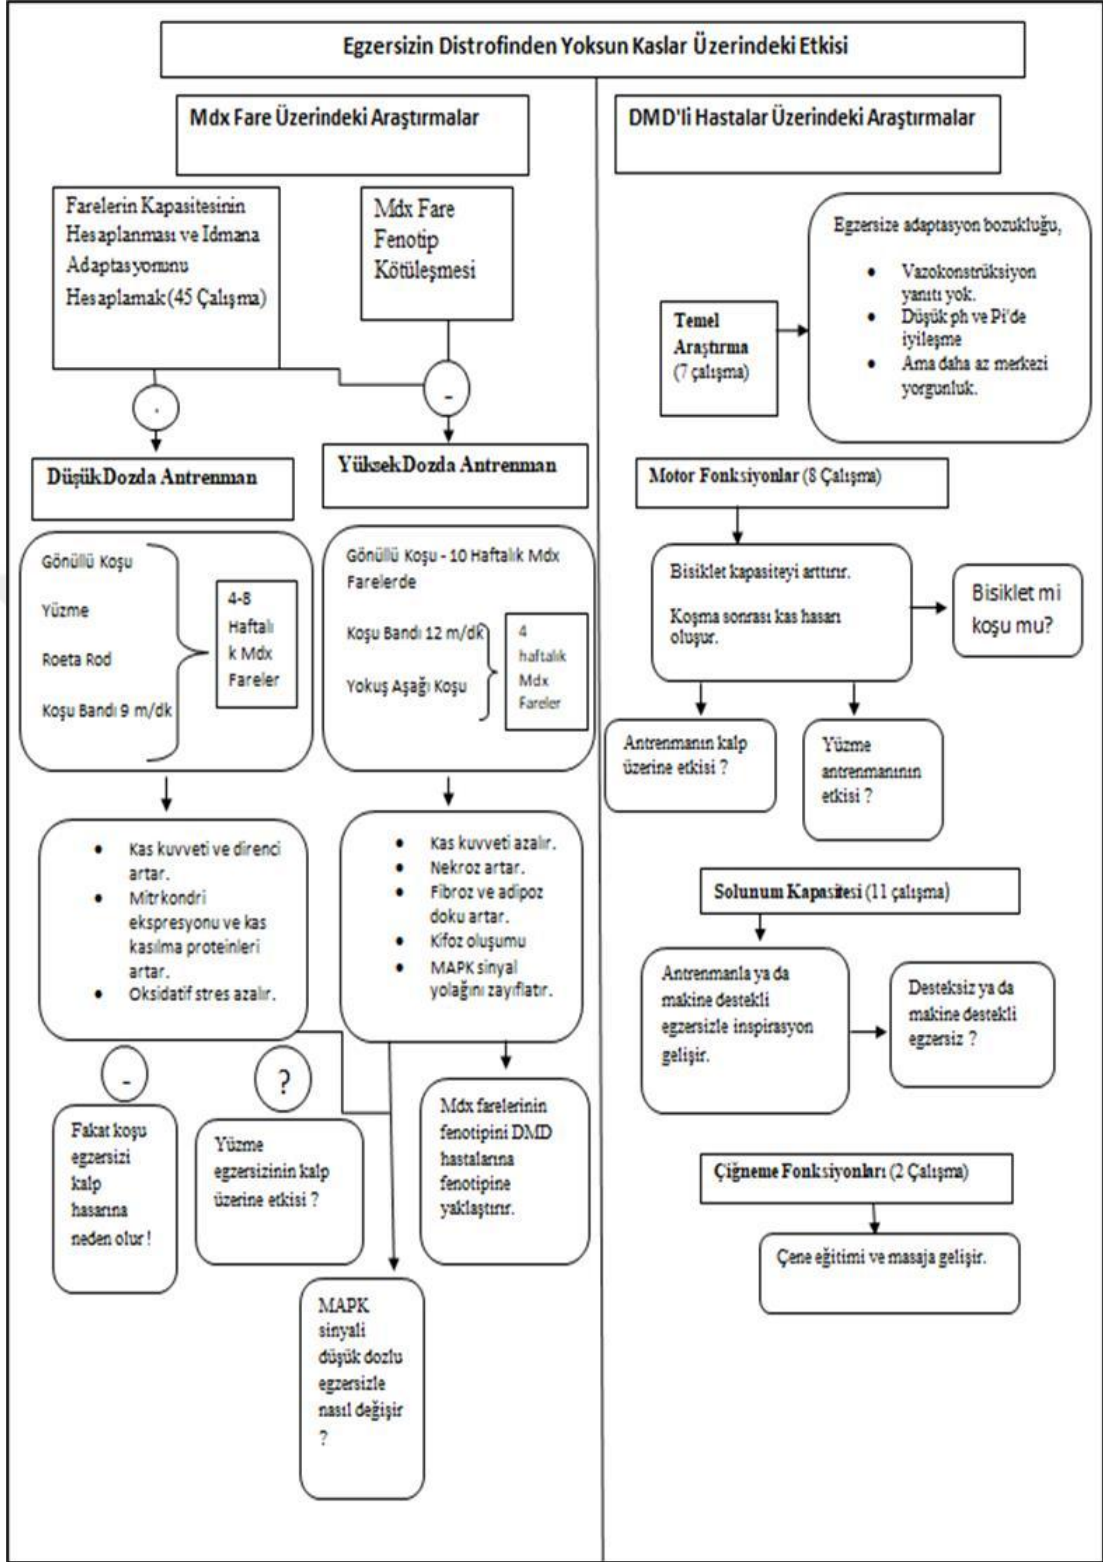 Egzersizin Distrofinden Yoksun Kaslar Üzerindeki Etkisi
Mdx Fare Üzerindeki Araştırmalar
Farelerin Kapasitesinin
Hesaplanması ve Idmana
Adaptasyonunu
Hesaplamak (45 Çalışma)
Mdx Fare
Fenotip
Kötüleşmesi
.
-
Düşük Dozda Antrenman
Yüksek Dozda Antrenman
Gönüllü Koşu
Yüzme
Roeta Rod
Koşu Bandı 9 m/dk
4-8
Haftalı
k Mdx
Fareler
Gönüllü Koşu - 10 Haftalık Mdx
Farelerde
Koşu Bandı 12 m/dk
Yokuş Aşağı Koşu
4
haftalık
Mdx
Fareler
• Kas kuvveti ve direnci
artar.
• Mitrkondri
ekspresyonu ve kas
kasılma proteinleri
artar.
• Oksidatif stres azalır.
• Kas kuvveti azalır.
• Nekroz artar.
• Fibroz ve adipoz
doku artar.
• Kifoz oluşumu
• MAPK sinyal
yolağını zayıflatır.
-
?
Fakat koşu
egzersizi
kalp
hasarına
neden olur !
Yüzme
egzersizinin kalp
üzerine etkisi ?
Mdx farelerinin
fenotipini DMD
hastalarına
fenotipine
yaklaştırır.
MAPK
sinyali
düşük dozlu
egzersizle
nasıl değişir
?
DMD'li Hastalar Üzerindeki Araştırmalar
Temel
Araştırma
(7 çalışma)
Egzersize adaptasyon bozukluğu,
• Vazokonstrüksiyon
yanıtı yok.
• Düşük ph ve Pi'de
iyileşme
• Ama daha az merkezi
yorgunluk.
Motor Fonksiyonlar (8 Çalışma)
Bisiklet kapasiteyi arttırır.
Koşma sonrası kas hasarı
oluşur.
Bisiklet mi
koşu mu?
Antrenmanın kalp
üzerine etkisi ?
Yüzme
antrenmanının
etkisi ?
Solunum Kapasitesi (11 çalışma)
Antrenmanla ya da
makine destekli
egzersizle inspirasyon
gelişir.
Desteksiz ya da
makine destekli
egzersiz ?
Çiğneme Fonksiyonları (2 Çalışma)
Çene eğitimi ve masaja gelişir.